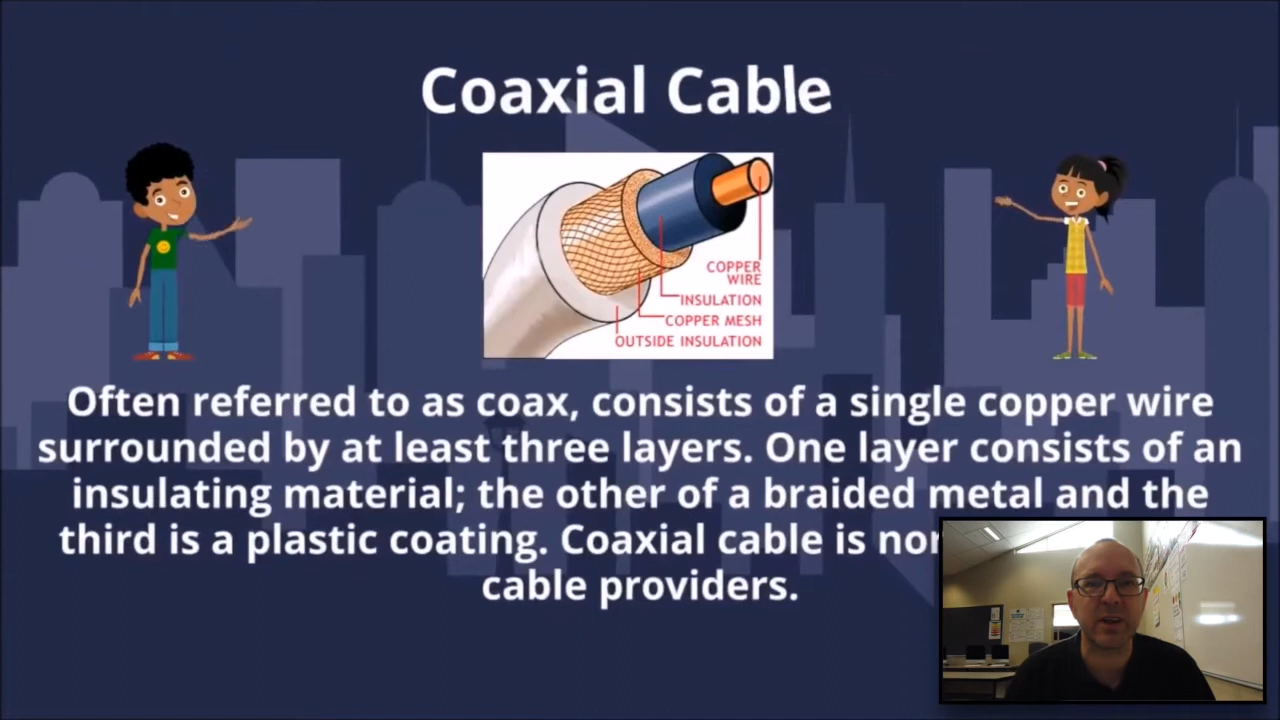 Coaxial Cable
COPPER
WIRE
INSULATION
COPPER MESH
OUTSIDE INSULATION
Often referred to as coax, consists of a single copper wire
surrounded by at least three layers. One layer consists of an
insulating material; the other of a braided metal and the
third is a plastic coating. Coaxial cable is
cable providers.